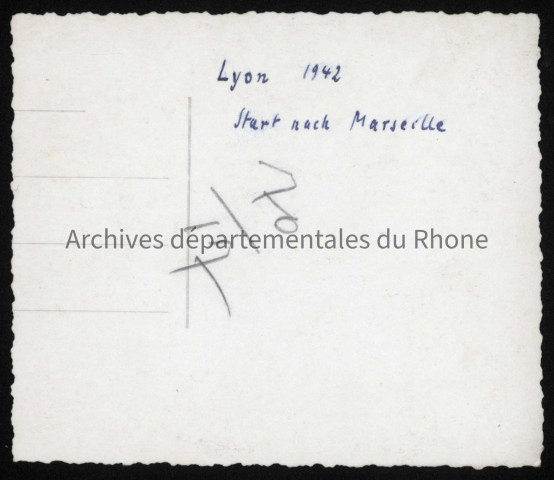 Lyon 1942
Start nach Marseille
Archives départementales du Rhone